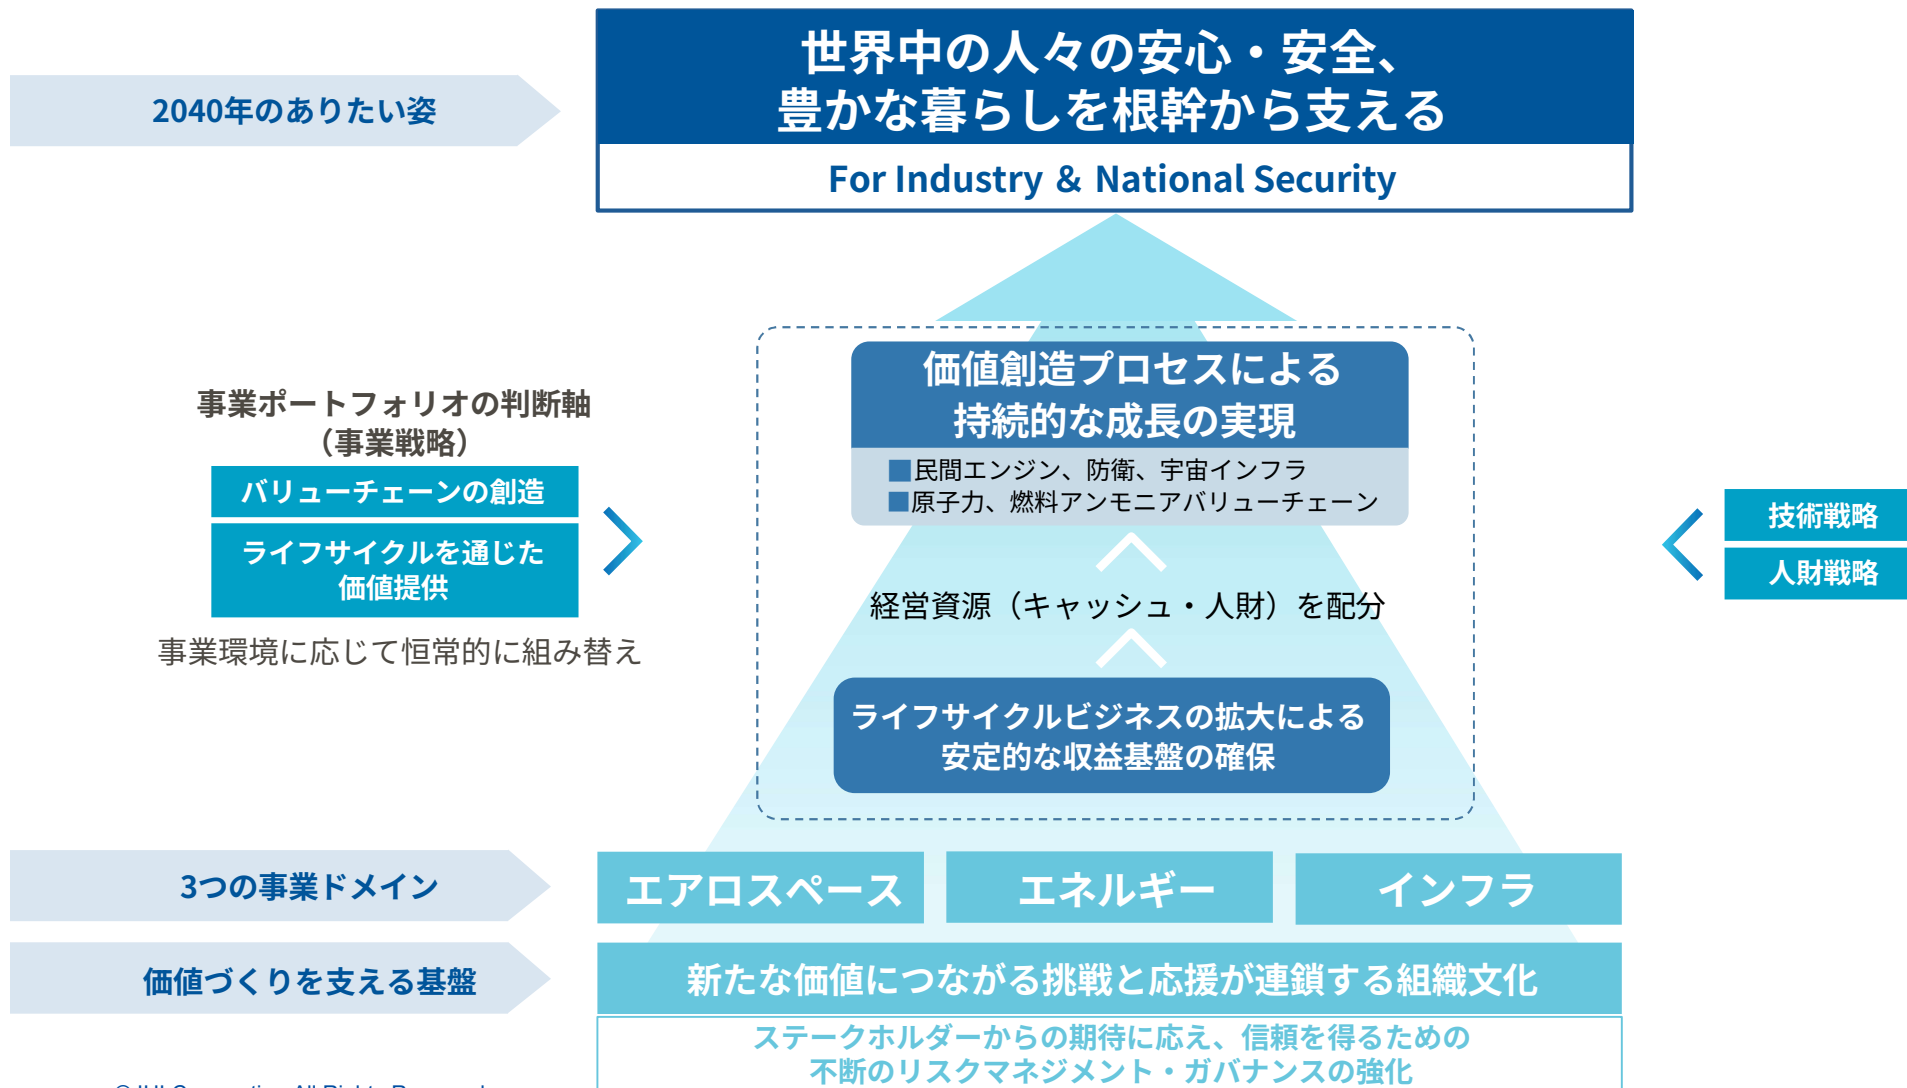 世界中の人々の安心・安全、
豊かな暮らしを根幹から支える
2040年のありたい姿
For Industry & National Security
価値創造プロセスによる
持続的な成長の実現
■民間エンジン、防衛、宇宙インフラ
■原子力、燃料アンモニアバリューチェーン
事業ポートフォリオの判断軸
（事業戦略）
バリューチェーンの創造
ライフサイクルを通じた
価値提供
事業環境に応じて恒常的に組み替え
技術戦略
人財戦略
経営資源（キャッシュ・人財）を配分
ライフサイクルビジネスの拡大による
安定的な収益基盤の確保
3つの事業ドメイン
エアロスペース
エネルギー
インフラ
価値づくりを支える基盤
新たな価値につながる挑戦と応援が連鎖する組織文化
ステークホルダーからの期待に応え、信頼を得るための
不断のリスクマネジメント・ガバナンスの強化